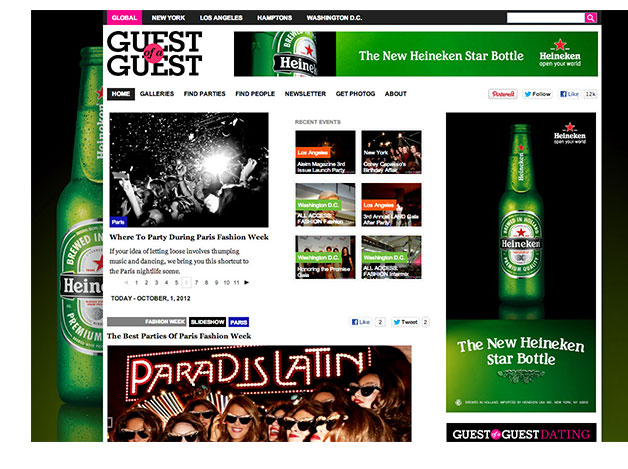 GLOBAL
NEW YORK
LOS ANGELES
HAMPTONS
WASHINGTON D.C.
GUEST
of a
GUEST
Heineken
The New Heineken Star Bottle
Heineken
open your world
HOME
GALLERIES
FIND PARTIES
FIND PEOPLE
NEWSLETTER
GET PHOTOG
ABOUT
Pinterest
Follow
Like
12k
RECENT EVENTS
Los Angeles
Aleim Magazine 3rd
Issue Launch Party
New York
Corey Capasso's
Birthday Affair
Washington D.C.
ALL ACCESS:
FASHION Fashion
Los Angeles
3rd Annual LAND Gala
After Party
Washington D.C.
Honoring the Promise
Gala
Washington D.C.
ALL ACCESS:
FASHION Intermix
Paris
Where To Party During Paris Fashion Week
If your idea of letting loose involves thumping
music and dancing, we bring you this shortcut to
the Paris nightlife scene.
1 2 3 4 5 6 7 8 9 10 11
TODAY - OCTOBER, 1, 2012
FASHION WEEK
SLIDESHOW
PARIS
Like
2
Tweet
2
The Best Parties Of Paris Fashion Week
PARADIS LATIN
Heineken
open your world
Heineken
BREWED IN HOLLAND
Heineken
PREMIUM QUALITY
The New Heineken
Star Bottle
BREWED IN HOLLAND. IMPORTED BY HEINEKEN USA INC. NEW YORK, NY
GUEST of a GUEST DATING
BREWED IN
Hein
PREMIUM